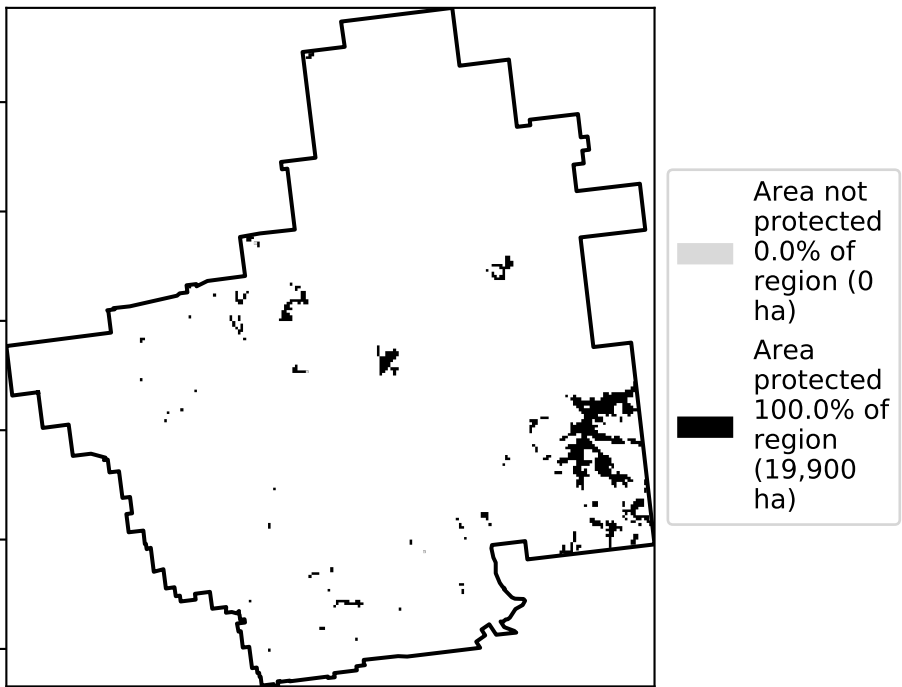 Area not
protected
0.0% of
region (0
ha)
Area
protected
100.0% of
region
(19,900
ha)